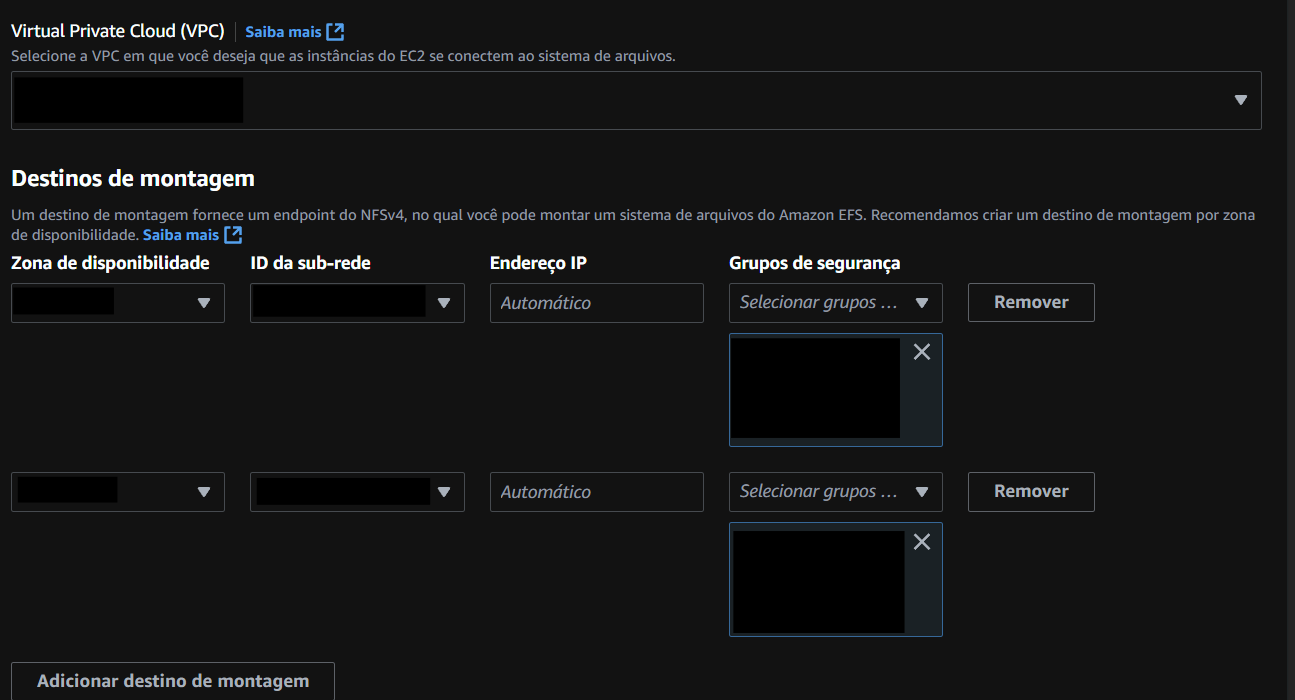 Virtual Private Cloud (VPC) Saiba mais
Selecione a VPC em que você deseja que as instâncias do EC2 se conectem ao sistema de arquivos.
Destinos de montagem
Um destino de montagem fornece um endpoint do NFSv4, no qual você pode montar um sistema de arquivos do Amazon EFS. Recomendamos criar um destino de montagem por zona
de disponibilidade. Saiba mais
Zona de disponibilidade ID da sub-rede Endereço IP Grupos de segurança
Automático Selecionar grupos ... Remover
Automático Selecionar grupos ... Remover
Adicionar destino de montagem